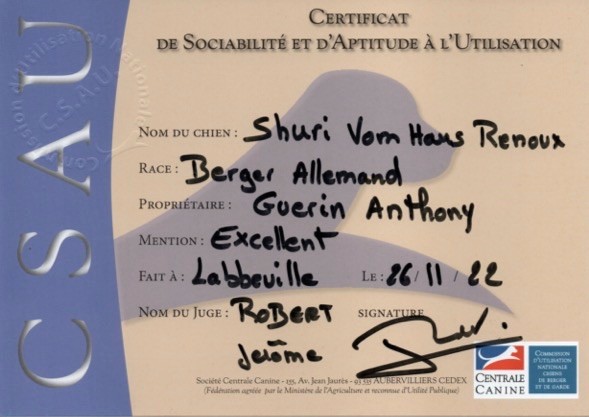 CERTIFICAT
DE SOCIABILITÉ ET D'APTITUDE À L'UTILISATION
CSAU
NOM DU CHIEN : Shuri Vom Haus Renoux
RACE : Berger Allemand
PROPRIÉTAIRE : Guerin Anthony
MENTION : Excellent
FAIT À : Labbeville LE : 26 / 11 / 22
NOM DU JUGE : ROBERT SIGNATURE
Jerôme
Société Centrale Canine - 155, Av. Jean Jaurès - 93 535 AUBERVILLIERS CEDEX
(Fédération agréée par le Ministère de l'Agriculture et reconnue d'Utilité Publique)
CENTRALE
CANINE
COMMISSION
D'UTILISATION
NATIONALE
CHIENS
DE BERGER
ET DE GARDE